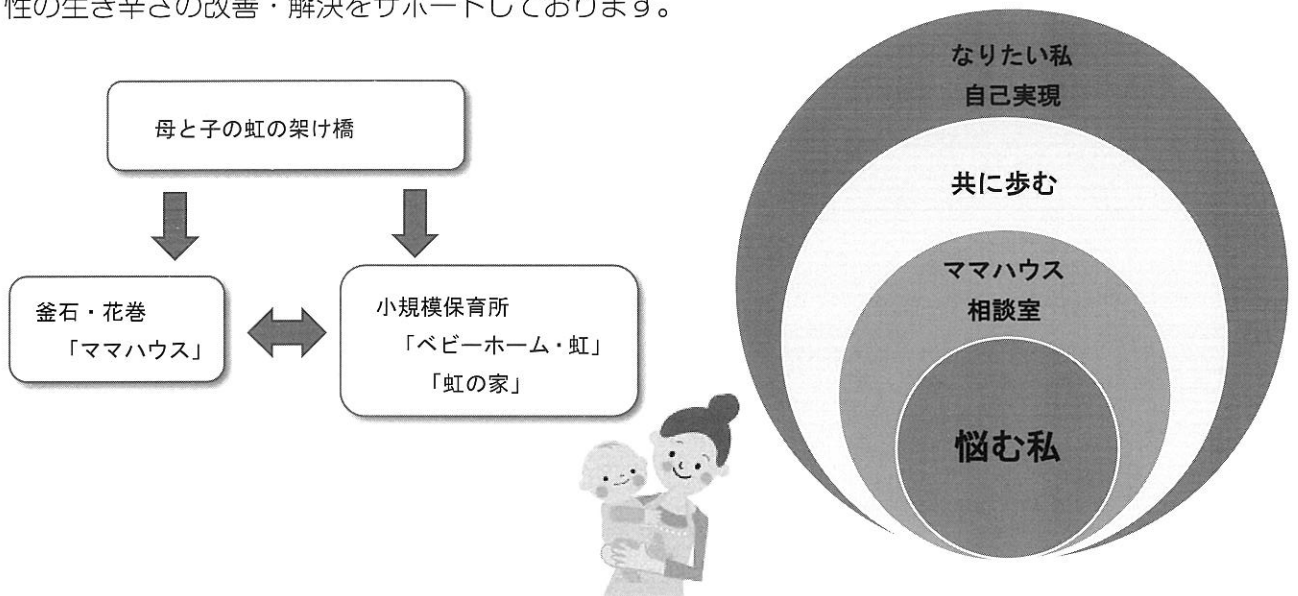 性の生き辛さの改善・解決をサポートしております。
母と子の虹の架け橋
釜石・花巻
「ママハウス」
小規模保育所
「ベビーホーム・虹」
「虹の家」
なりたい私
自己実現
共に歩む
ママハウス
相談室
悩む私